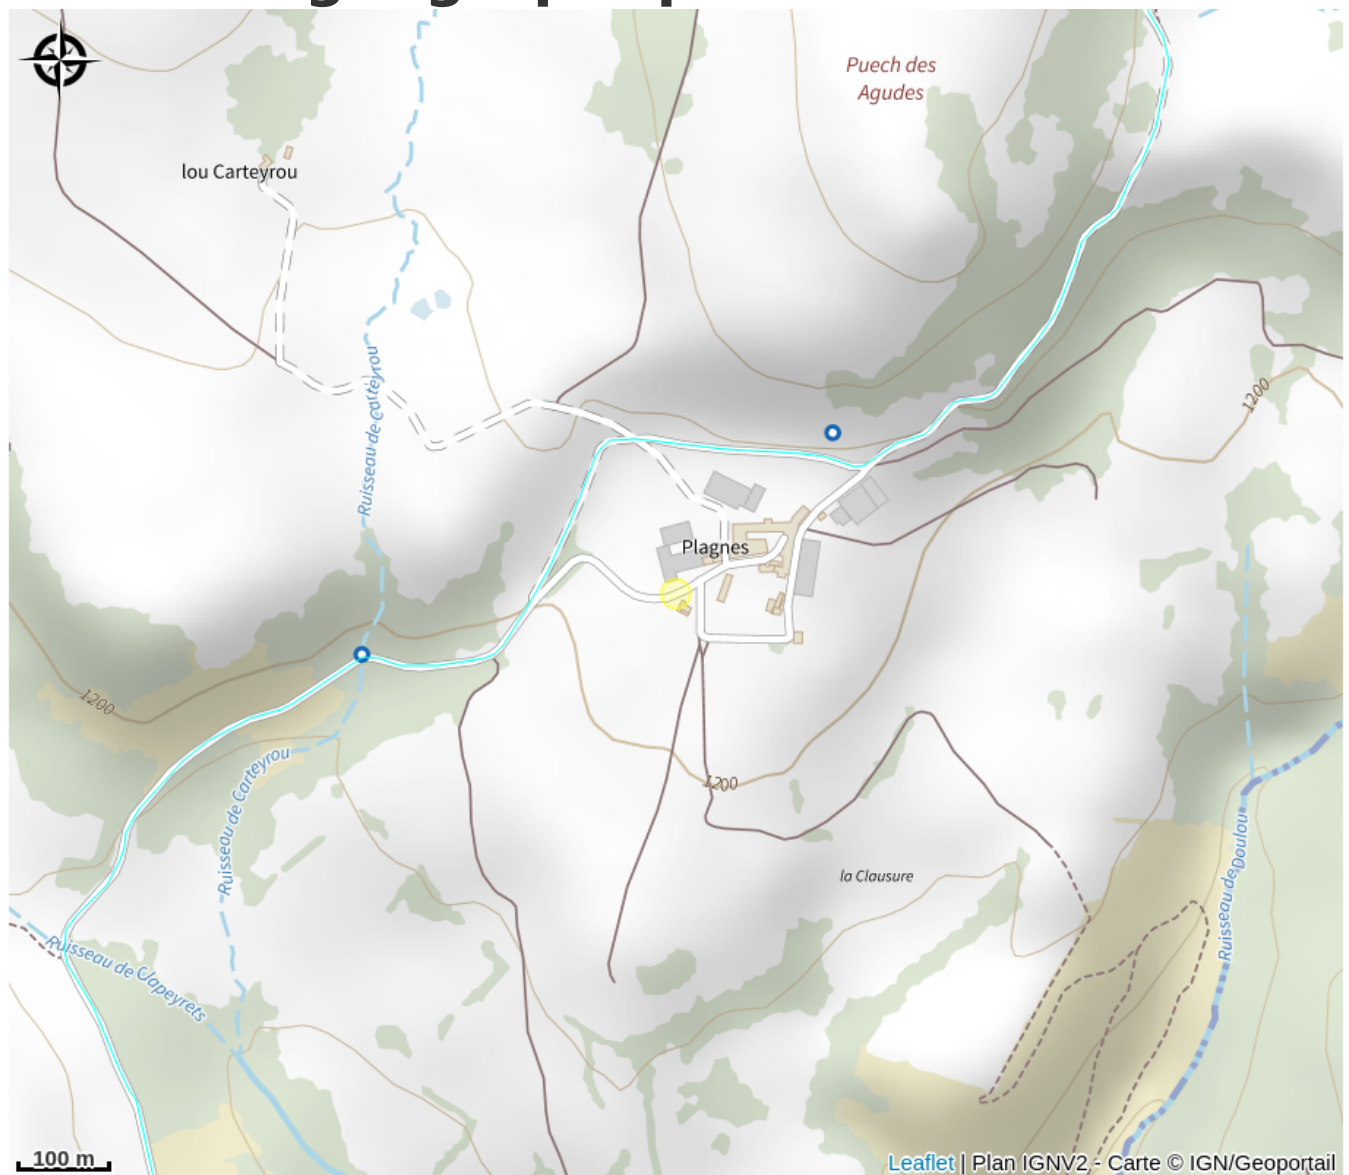 Puech des
Agudes
lou Carteyrou
Ruisseau de Carteyrou
1200
Plagnes
1200
1200
Ruisseau de Carteyrou
la Clausure
Ruisseau de Doulou
Ruisseau de Clapeyrets
100 m
Leaflet | Plan IGNV2 - Carte © IGN/Geoportail